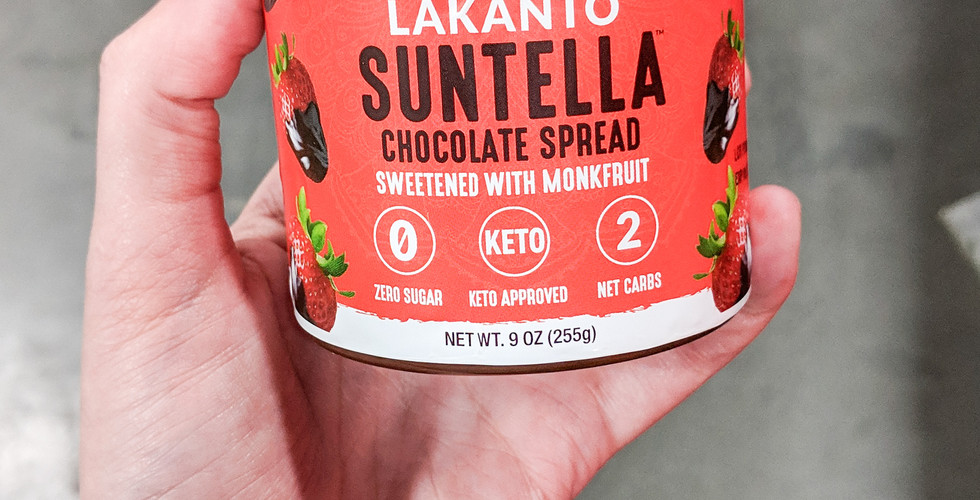 LAKANTO
SUNTELLA™
CHOCOLATE SPREAD
SWEETENED WITH MONKFRUIT
0 KETO 2
ZERO SUGAR KETO APPROVED NET CARBS
NET WT. 9 OZ (255g)